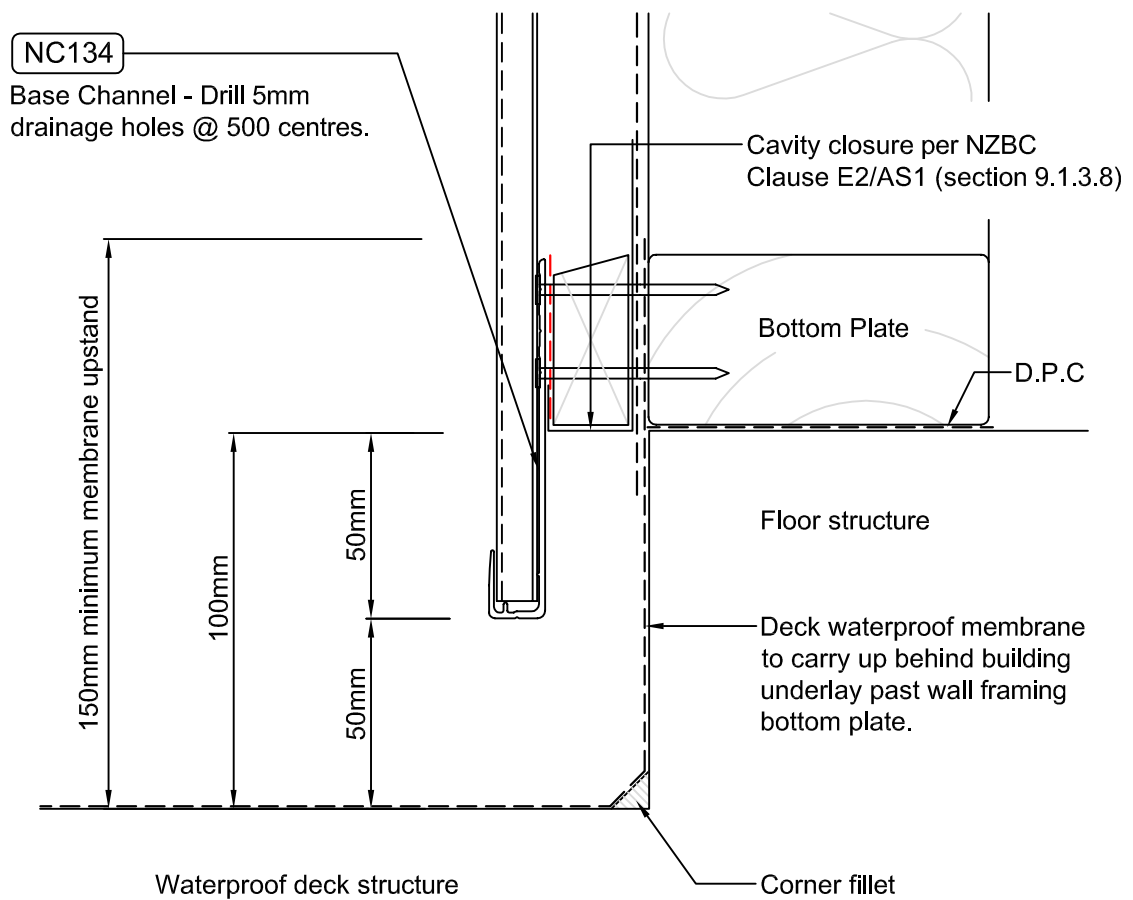 NC134
Base Channel - Drill 5mm
drainage holes @ 500 centres.
Cavity closure per NZBC
Clause E2/AS1 (section 9.1.3.8)
Bottom Plate
D.P.C
150mm minimum membrane upstand
100mm
50mm
50mm
Floor structure
Deck waterproof membrane
to carry up behind building
underlay past wall framing
bottom plate.
Waterproof deck structure
Corner fillet